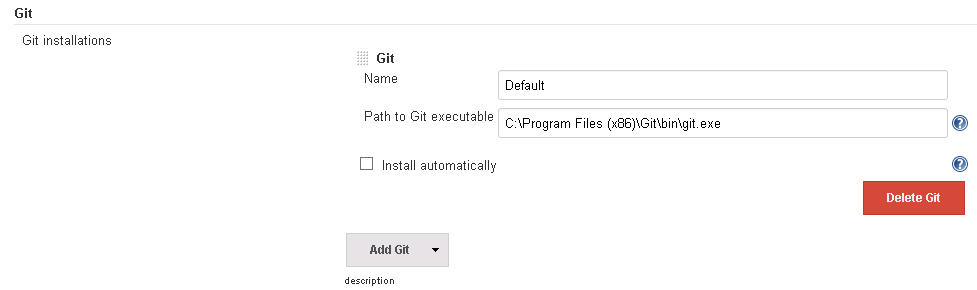 Git
Git installations
Git
Name
Default
Path to Git executable
C:\Program Files (x86)\Git\bin\git.exe
?
Install automatically
?
Delete Git
Add Git
description